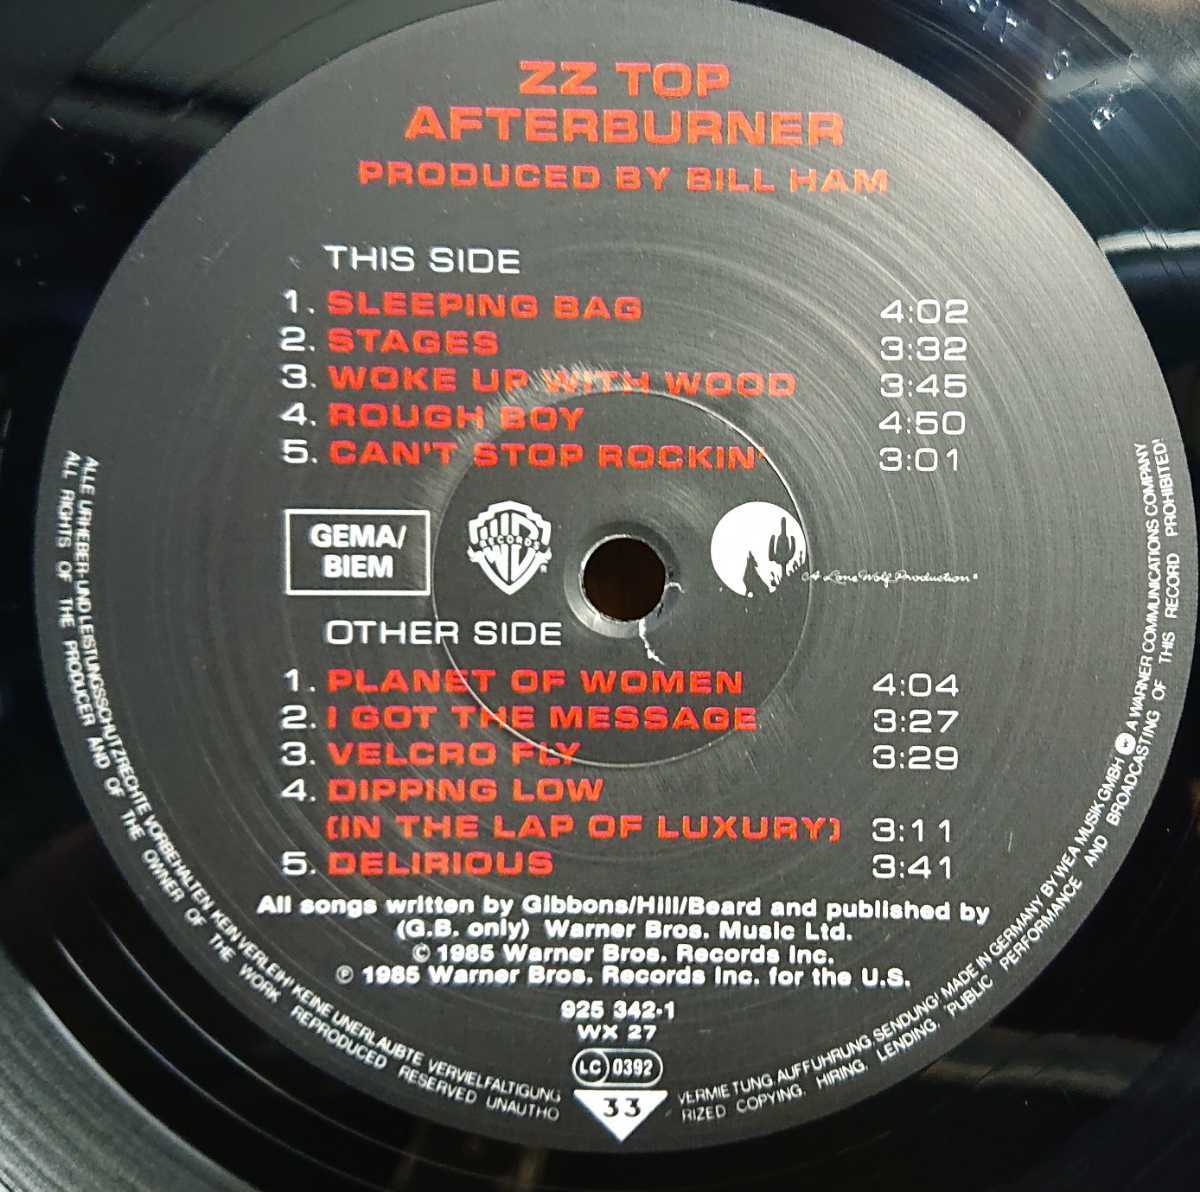 ZZ TOP
AFTERBURNER
PRODUCED BY BILL HAM
THIS SIDE
1. SLEEPING BAG 4:02
2. STAGES 3:32
3. WOKE UP WITH WOOD 3:45
4. ROUGH BOY 4:50
5. CAN'T STOP ROCKIN' 3:01
GEMA/
BIEM
RECORDS
A Lone Wolf Production
OTHER SIDE
1. PLANET OF WOMEN 4:04
2. I GOT THE MESSAGE 3:27
3. VELCRO FLY 3:29
4. DIPPING LOW
(IN THE LAP OF LUXURY) 3:11
5. DELIRIOUS 3:41
All songs written by Gibbons/Hill/Beard and published by
(G.B. only) Warner Bros. Music Ltd.
© 1985 Warner Bros. Records Inc.
℗ 1985 Warner Bros. Records Inc. for the U.S.
925 342-1
WX 27
LC 0392
33
ALLE URHEBER-UND LEISTUNGSSCHUTZRECHTE VORBEHALTEN KEIN VERLEIH! KEINE UNERLAUBTE VERVIELFALTIGUNG VERMIETUNG, AUFFUHRUNG, SENDUNG! MADE IN GERMANY BY WEA MUSIK GMBH A WARNER COMMUNICATIONS COMPANY
ALL RIGHTS OF THE PRODUCER AND OF THE OWNER OF THE WORK REPRODUCED RESERVED UNAUTHO RIZED COPYING, HIRING, LENDING, 'PUBLIC PERFORMANCE AND BROADCASTING OF THIS RECORD PROHIBITED!